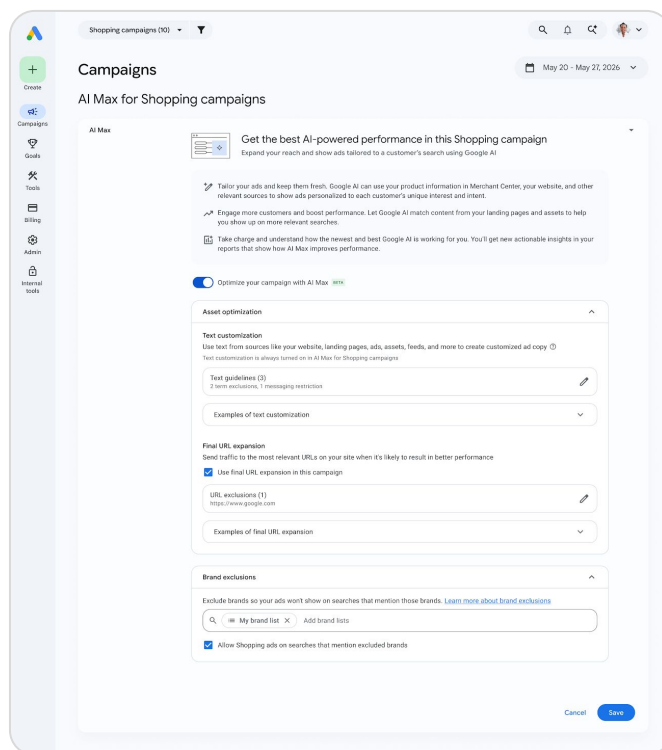 Shopping campaigns (10)
Create
Campaigns
Goals
Tools
Billing
Admin
Internal
tools
Campaigns
May 20 - May 27, 2026
AI Max for Shopping campaigns
AI Max
Get the best AI-powered performance in this Shopping campaign
Expand your reach and show ads tailored to a customer's search using Google AI
Tailor your ads and keep them fresh. Google AI can use your product information in Merchant Center, your website, and other
relevant sources to show ads personalized to each customer's unique interest and intent.
Engage more customers and boost performance. Let Google AI match content from your landing pages and assets to help
you show up on more relevant searches.
Take charge and understand how the newest and best Google AI is working for you. You'll get new actionable insights in your
reports that show how AI Max improves performance.
Optimize your campaign with AI Max BETA
Asset optimization
Text customization
Use text from sources like your website, landing pages, ads, assets, feeds, and more to create customized ad copy
Text customization is always turned on in AI Max for Shopping campaigns
Text guidelines (3)
2 term exclusions, 1 messaging restriction
Examples of text customization
Final URL expansion
Send traffic to the most relevant URLs on your site when it's likely to result in better performance
Use final URL expansion in this campaign
URL exclusions (1)
https://www.google.com
Examples of final URL expansion
Brand exclusions
Exclude brands so your ads won't show on searches that mention those brands. Learn more about brand exclusions
My brand list Add brand lists
Allow Shopping ads on searches that mention excluded brands
Cancel Save